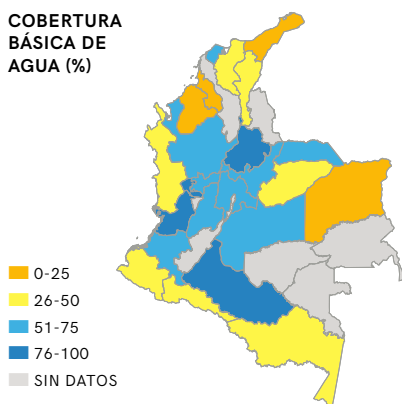 COBERTURA
BÁSICA DE
AGUA (%)
0-25
26-50
51-75
76-100
SIN DATOS